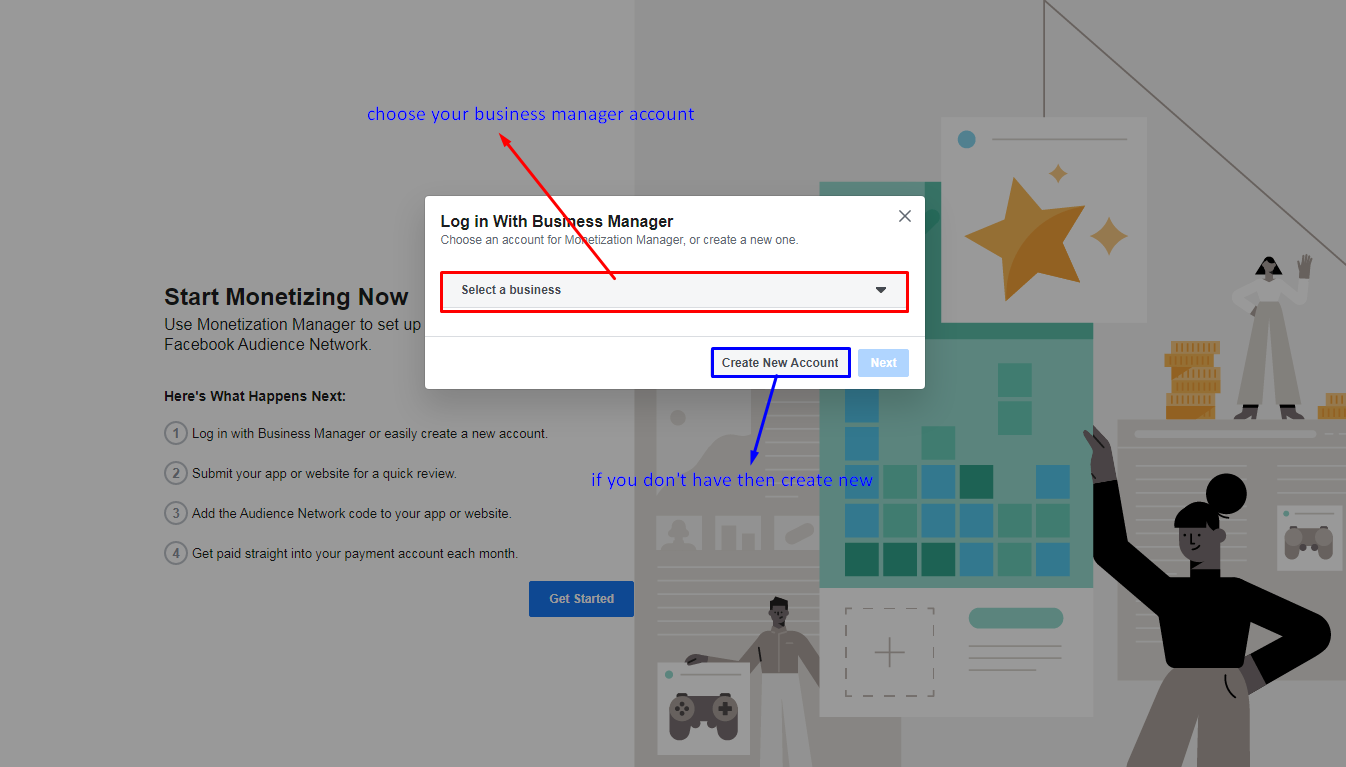 choose your business manager account
Log in With Business Manager
Choose an account for Monetization Manager, or create a new one.
Select a business
Create New Account
Next
if you don't have then create new
Start Monetizing Now
Use Monetization Manager to set up
Facebook Audience Network.
Here's What Happens Next:
1 Log in with Business Manager or easily create a new account.
2 Submit your app or website for a quick review.
3 Add the Audience Network code to your app or website.
4 Get paid straight into your payment account each month.
Get Started